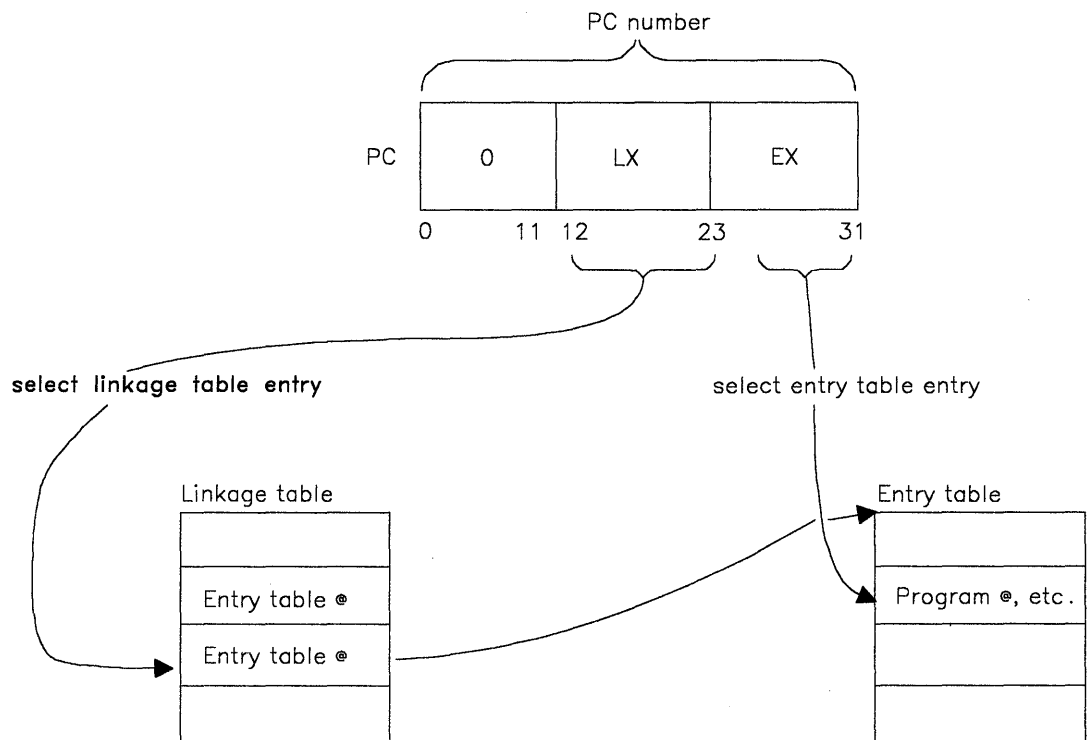 PC number
PC 0 LX EX
0 11 12 23 31
select linkage table entry
select entry table entry
Linkage table
Entry table @
Entry table @
Entry table
Program @, etc.